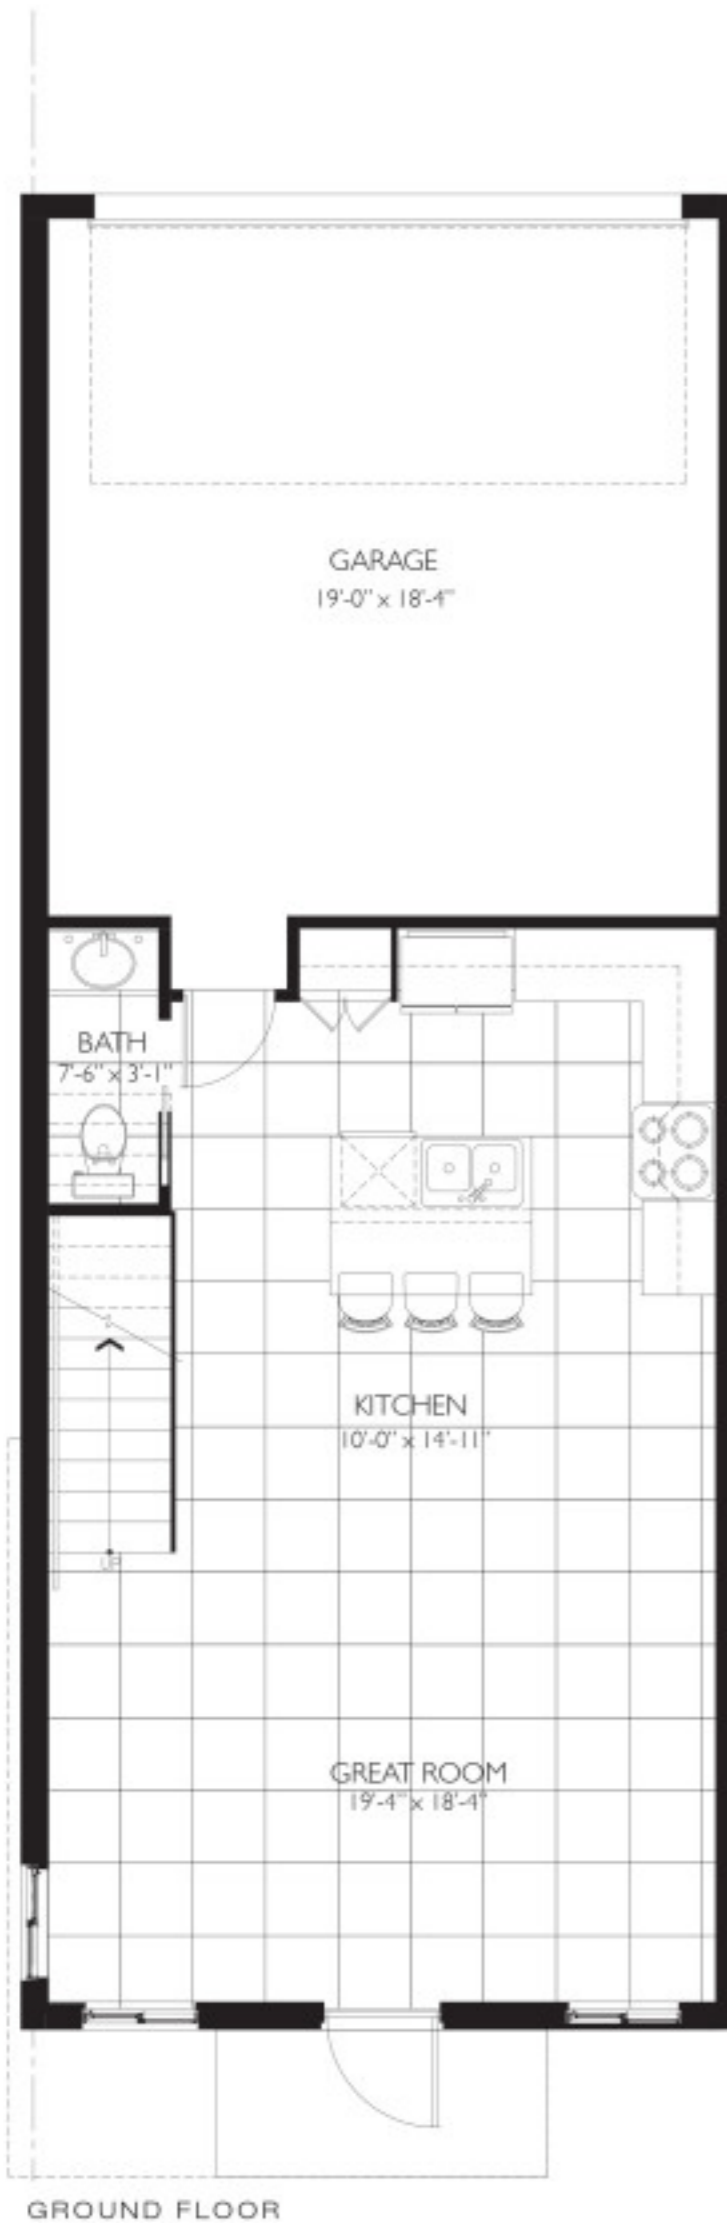 GARAGE
19'-0" x 18'-4"
BATH
7'-6" x 3'-1"
KITCHEN
10'-0" x 14'-11"
UP
GREAT ROOM
19'-4" x 18'-4"
GROUND FLOOR